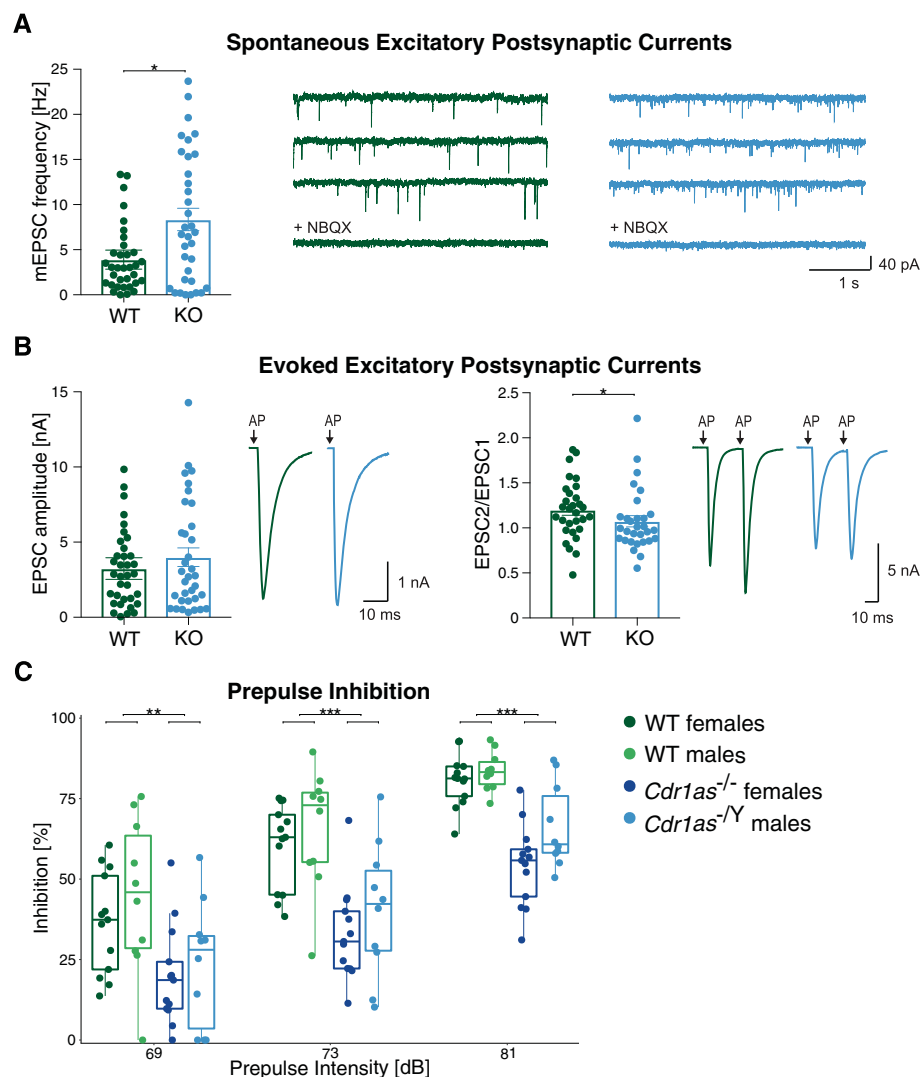 A
Spontaneous Excitatory Postsynaptic Currents
mEPSC frequency [Hz]
25
20
15
10
5
0
*
WT
KO
+ NBQX
+ NBQX
40 pA
1 s
B
Evoked Excitatory Postsynaptic Currents
EPSC amplitude [nA]
15
10
5
0
WT
KO
AP
AP
1 nA
10 ms
EPSC2/EPSC1
2.5
2.0
1.5
1.0
0.5
0
*
WT
KO
AP
AP
AP
AP
5 nA
10 ms
C
Prepulse Inhibition
Inhibition [%]
100
75
50
25
0
**
***
***
69
73
81
Prepulse Intensity [dB]
WT females
WT males
Cdr1as-/- females
Cdr1as-/Y males